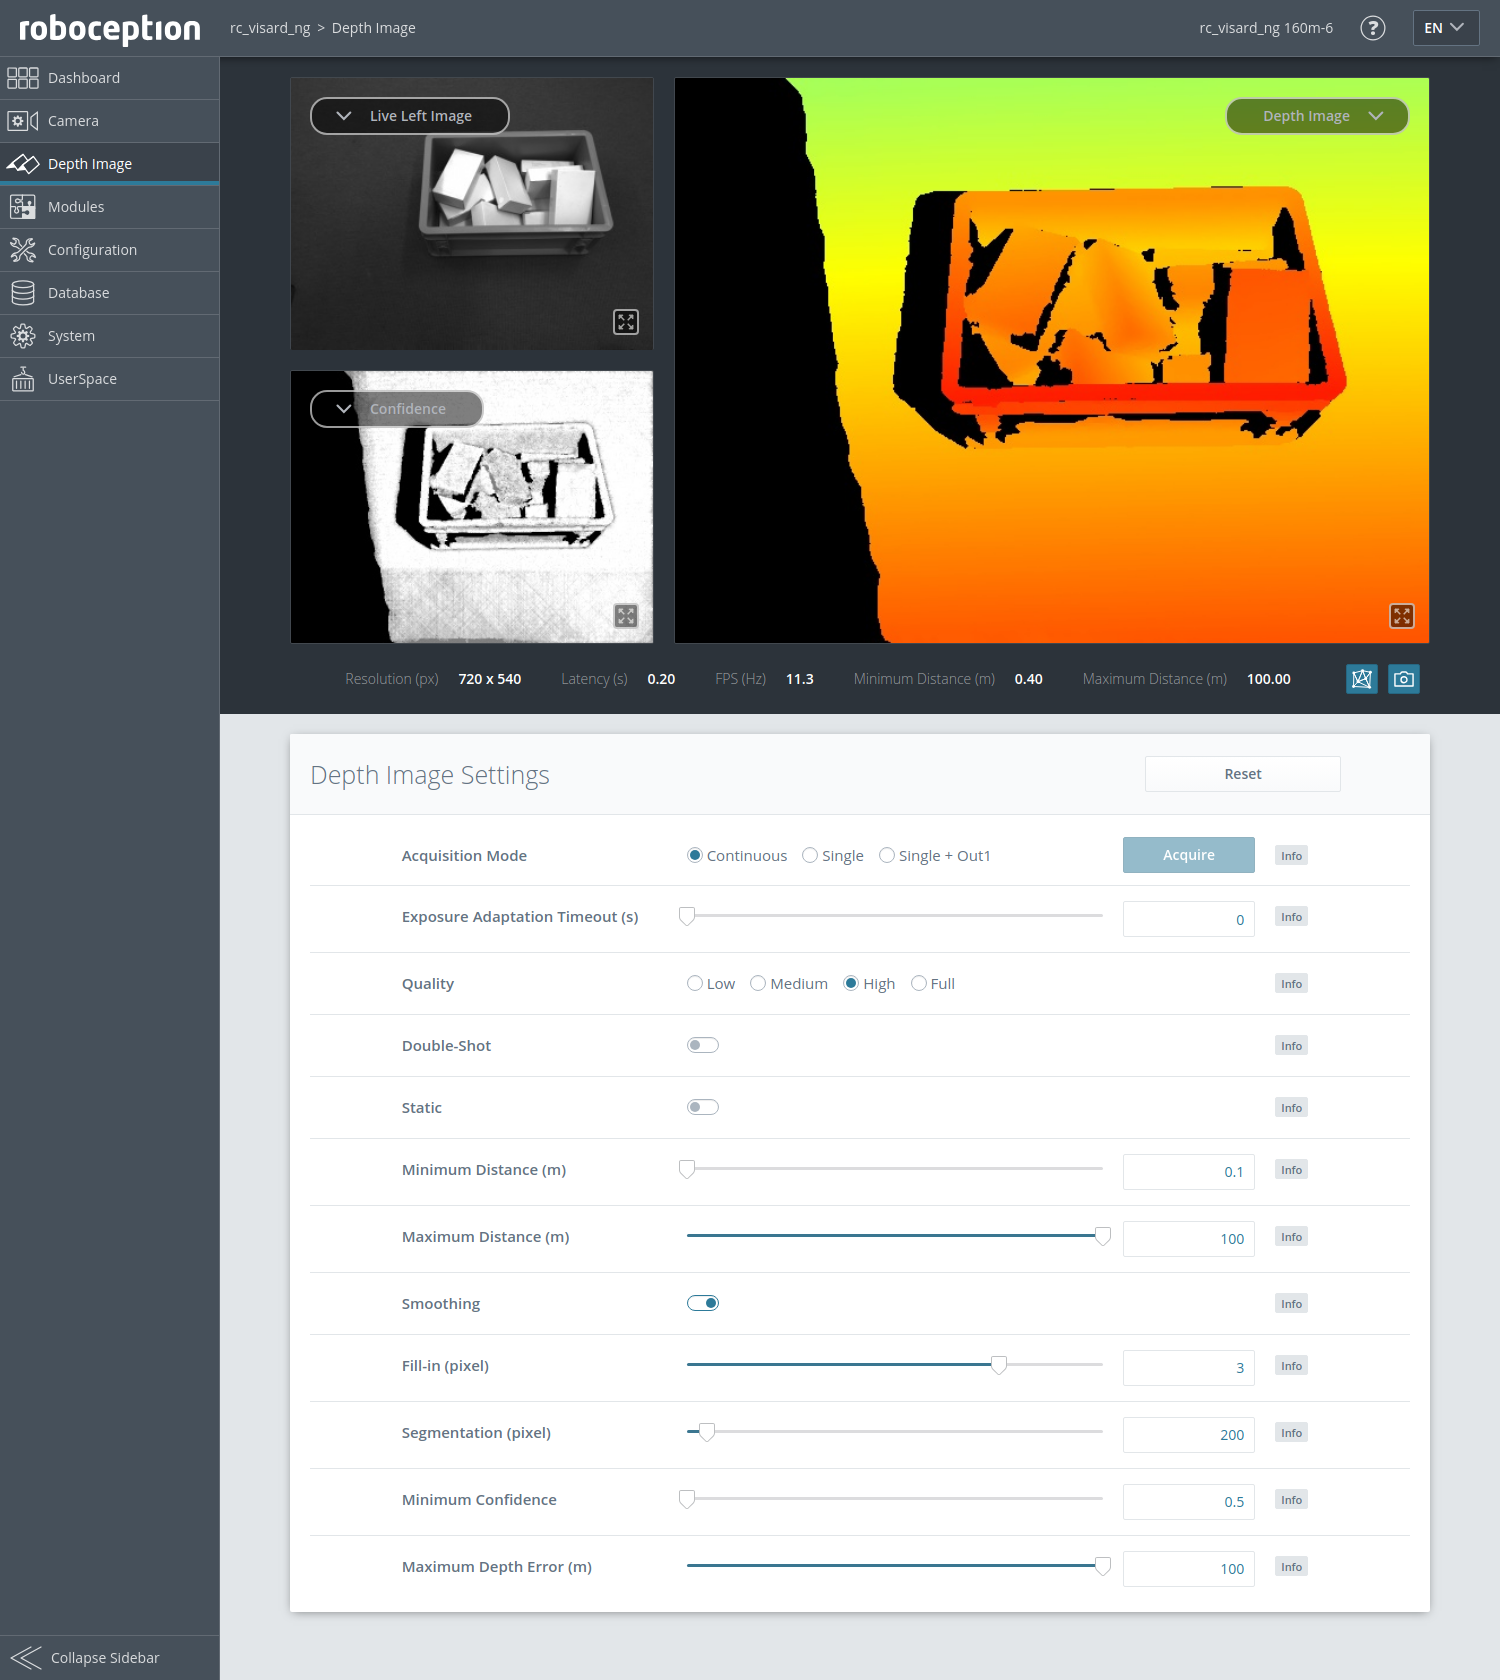 roboception
rc_visard_ng > Depth Image
rc_visard_ng 160m-6
?
EN
Dashboard
Camera
Depth Image
Modules
Configuration
Database
System
UserSpace
Collapse Sidebar
Live Left Image
Confidence
Depth Image
Resolution (px) 720 x 540 Latency (s) 0.20 FPS (Hz) 11.3 Minimum Distance (m) 0.40 Maximum Distance (m) 100.00
Depth Image Settings
Reset
Acquisition Mode Continuous Single Single + Out1 Acquire Info
Exposure Adaptation Timeout (s) 0 Info
Quality Low Medium High Full Info
Double-Shot Info
Static Info
Minimum Distance (m) 0.1 Info
Maximum Distance (m) 100 Info
Smoothing Info
Fill-in (pixel) 3 Info
Segmentation (pixel) 200 Info
Minimum Confidence 0.5 Info
Maximum Depth Error (m) 100 Info